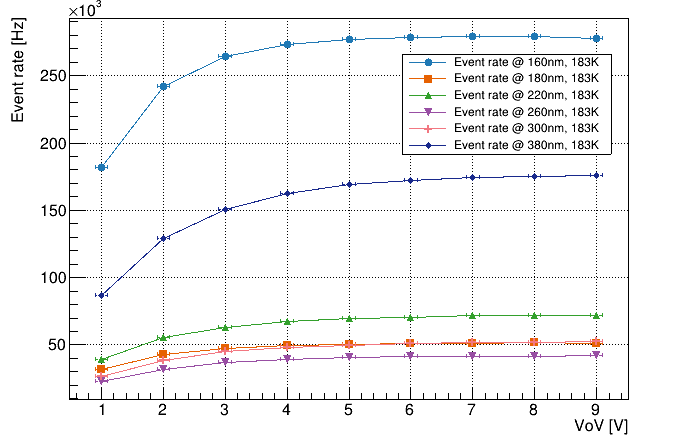 ×10³
Event rate [Hz]
250
200
150
100
50
Event rate @ 160nm, 183K
Event rate @ 180nm, 183K
Event rate @ 220nm, 183K
Event rate @ 260nm, 183K
Event rate @ 300nm, 183K
Event rate @ 380nm, 183K
1 2 3 4 5 6 7 8 9
VoV [V]